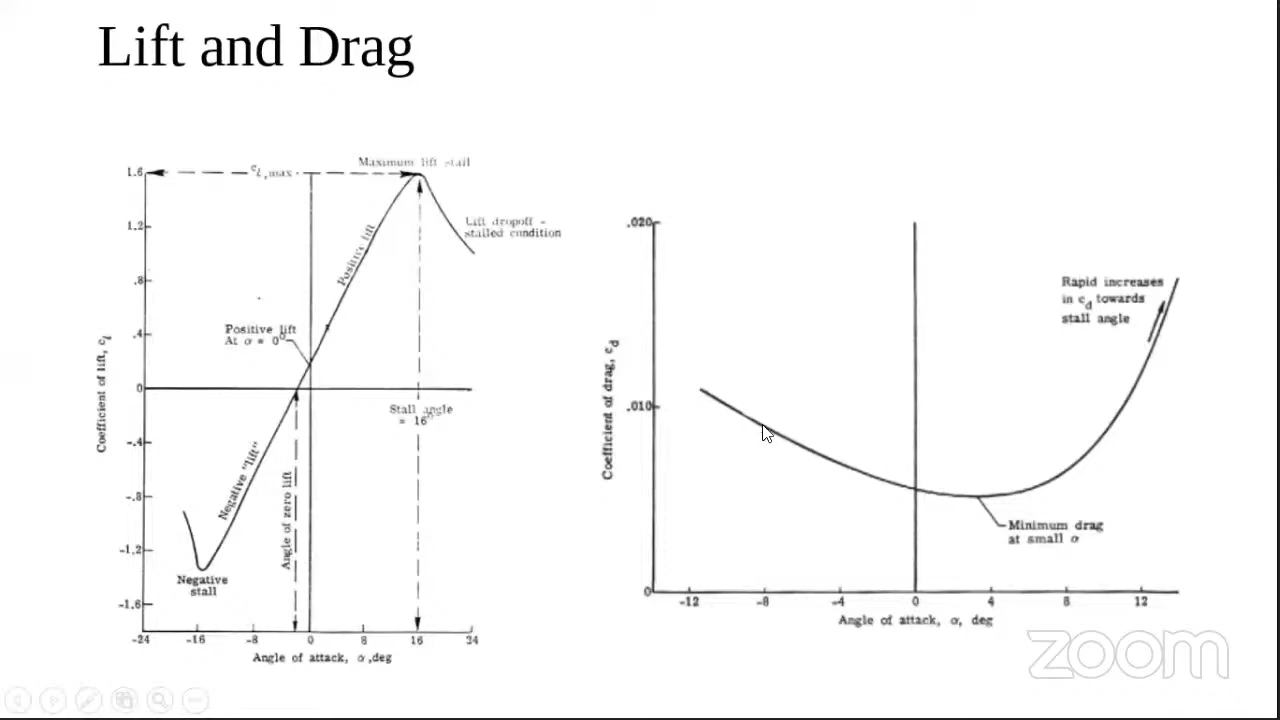 Lift and Drag
Maximum lift stall
1.6
c_l,max
1.2
Lift dropoff -
stalled condition
Positive lift
.8
Positive lift
At α = 0°
.4
Coefficient of lift, c_l
0
Stall angle
= 16°
-.4
Negative "lift"
Angle of zero lift
-.8
-1.2
Negative
stall
-1.6
-24 -16 -8 0 8 16 24
Angle of attack, α, deg
.020
Rapid increases
in c_d towards
stall angle
Coefficient of drag, c_d
.010
Minimum drag
at small α
0
-12 -8 -4 0 4 8 12
Angle of attack, α, deg
zoom